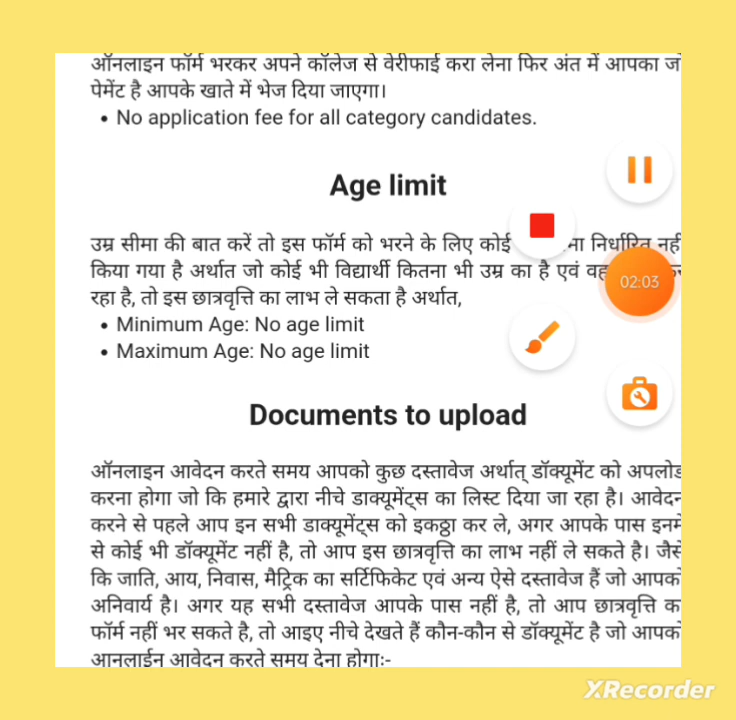 ऑनलाइन फॉर्म भरकर अपने कॉलेज से वेरीफाई करा लेना फिर अंत में आपका
पेमेंट है आपके खाते में भेज दिया जाएगा।
• No application fee for all category candidates.
Age limit
उम्र सीमा की बात करें तो इस फॉर्म को भरने के लिए कोई निर्धारित
किया गया है अर्थात जो कोई भी विद्यार्थी कितना भी उम्र का है एवं
02:03
रहा है, तो इस छात्रवृत्ति का लाभ ले सकता है अर्थात,
• Minimum Age: No age limit
• Maximum Age: No age limit
Documents to upload
ऑनलाइन आवेदन करते समय आपको कुछ दस्तावेज अर्थात् डॉक्यूमेंट को
करना होगा जो कि हमारे द्वारा नीचे डाक्यूमेंट्स का लिस्ट दिया जा रहा है।
करने से पहले आप इन सभी डाक्यूमेंट्स को इकठ्ठा कर ले, अगर आपके पास इनमें
से कोई भी डॉक्यूमेंट नहीं है, तो आप इस छात्रवृत्ति का लाभ नहीं ले सकते है। जैसे
कि जाति, आय, निवास, मैट्रिक का सर्टिफिकेट एवं अन्य ऐसे दस्तावेज हैं जो
अनिवार्य है। अगर यह सभी दस्तावेज आपके पास नहीं है, तो आप छात्रवृत्ति
फॉर्म नहीं भर सकते है, तो आइए नीचे देखते हैं कौन-कौन से डॉक्यूमेंट है जो
आनलाईन आवेदन करते समय देना होगाः-
XRecorder